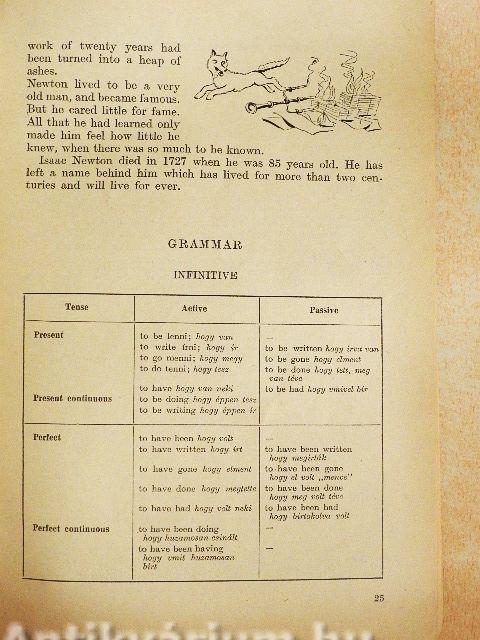 work of twenty years had
been turned into a heap of
ashes.
Newton lived to be a very
old man, and became famous.
But he cared little for fame.
All that he had learned only
made him feel how little he
knew, when there was so much to be known.
Isaac Newton died in 1727 when he was 85 years old. He has
left a name behind him which has lived for more than two cen-
turies and will live for ever.
GRAMMAR
INFINITIVE
Tense Active Passive
Present to be lenni; hogy van —
to write írni; hogy ír to be written hogy írva van
to go menni; hogy megy to be gone hogy elment
to do tenni; hogy tesz to be done hogy tett, meg
van téve
to have hogy van neki to be had hogy vmivel bír
Present continuous to be doing hogy éppen tesz
to be writing hogy éppen ír
Perfect to have been hogy volt —
to have written hogy írt to have been written
hogy megírták
to have gone hogy elment to have been gone
hogy el volt „menve"
to have done hogy megtette to have been done
hogy meg volt téve
to have had hogy volt neki to have been had
hogy birtokolva volt
Perfect continuous to have been doing —
hogy huzamosan csinált
to have been having —
hogy vmit huzamosan
bírt
25
Antikvárium.hu